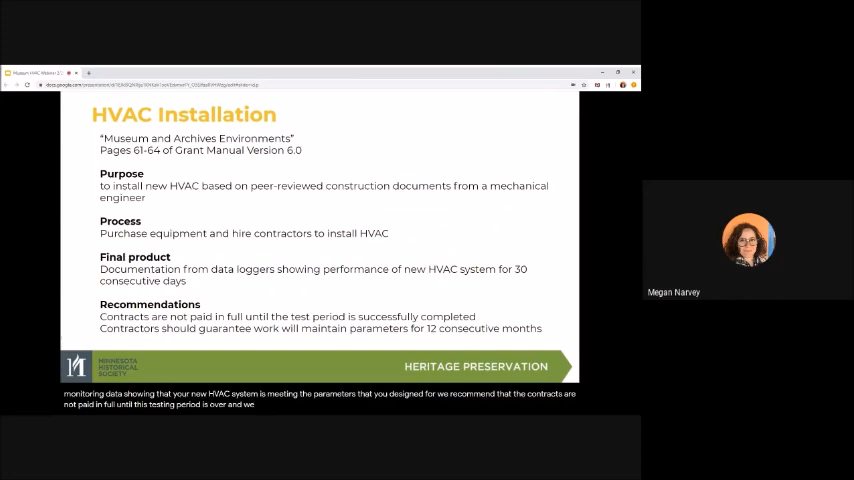 Museum HVAC Webinar 2/2
HVAC Installation
"Museum and Archives Environments"
Pages 61-64 of Grant Manual Version 6.0
Purpose
to install new HVAC based on peer-reviewed construction documents from a mechanical
engineer
Process
Purchase equipment and hire contractors to install HVAC
Final product
Documentation from data loggers showing performance of new HVAC system for 30
consecutive days
Recommendations
Contracts are not paid in full until the test period is successfully completed
Contractors should guarantee work will maintain parameters for 12 consecutive months
MINNESOTA
HISTORICAL
SOCIETY
HERITAGE PRESERVATION
monitoring data showing that your new HVAC system is meeting the parameters that you designed for we recommend that the contracts are
not paid in full until this testing period is over and we
Megan Narvey